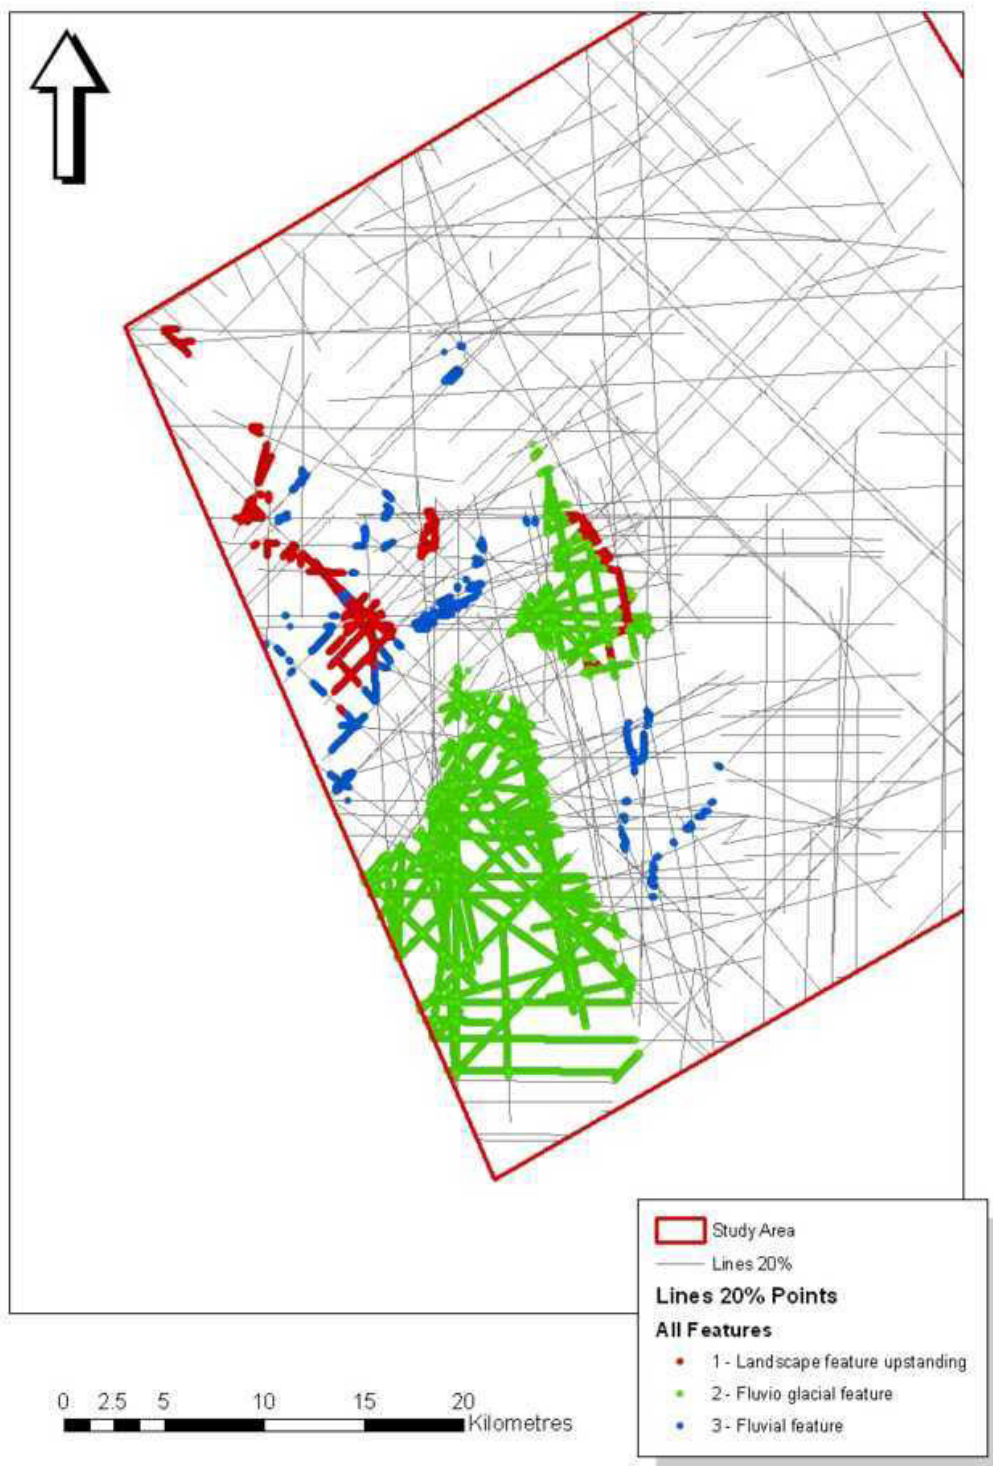 Study Area
Lines 20%
Lines 20% Points
All Features
1 - Landscape feature upstanding
2 - Fluvio glacial feature
3 - Fluvial feature
0 2.5 5 10 15 20
Kilometres